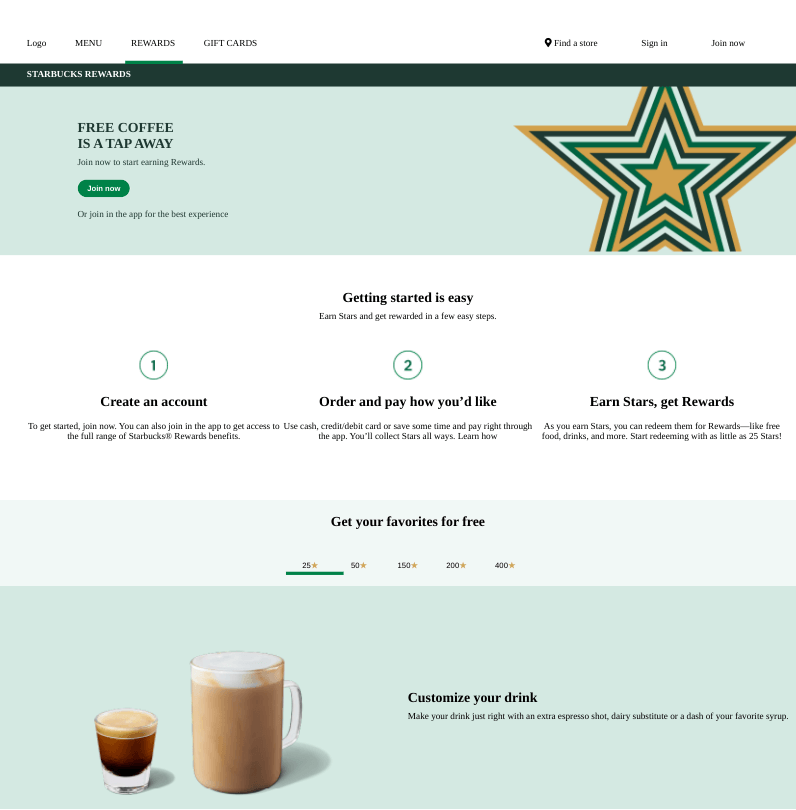 Logo
MENU
REWARDS
GIFT CARDS
Find a store
Sign in
Join now
STARBUCKS REWARDS
FREE COFFEE
IS A TAP AWAY
Join now to start earning Rewards.
Join now
Or join in the app for the best experience
Getting started is easy
Earn Stars and get rewarded in a few easy steps.
1
Create an account
To get started, join now. You can also join in the app to get access to
the full range of Starbucks® Rewards benefits.
2
Order and pay how you’d like
Use cash, credit/debit card or save some time and pay right through
the app. You’ll collect Stars all ways. Learn how
3
Earn Stars, get Rewards
As you earn Stars, you can redeem them for Rewards—like free
food, drinks, and more. Start redeeming with as little as 25 Stars!
Get your favorites for free
25★
50★
150★
200★
400★
Customize your drink
Make your drink just right with an extra espresso shot, dairy substitute or a dash of your favorite syrup.